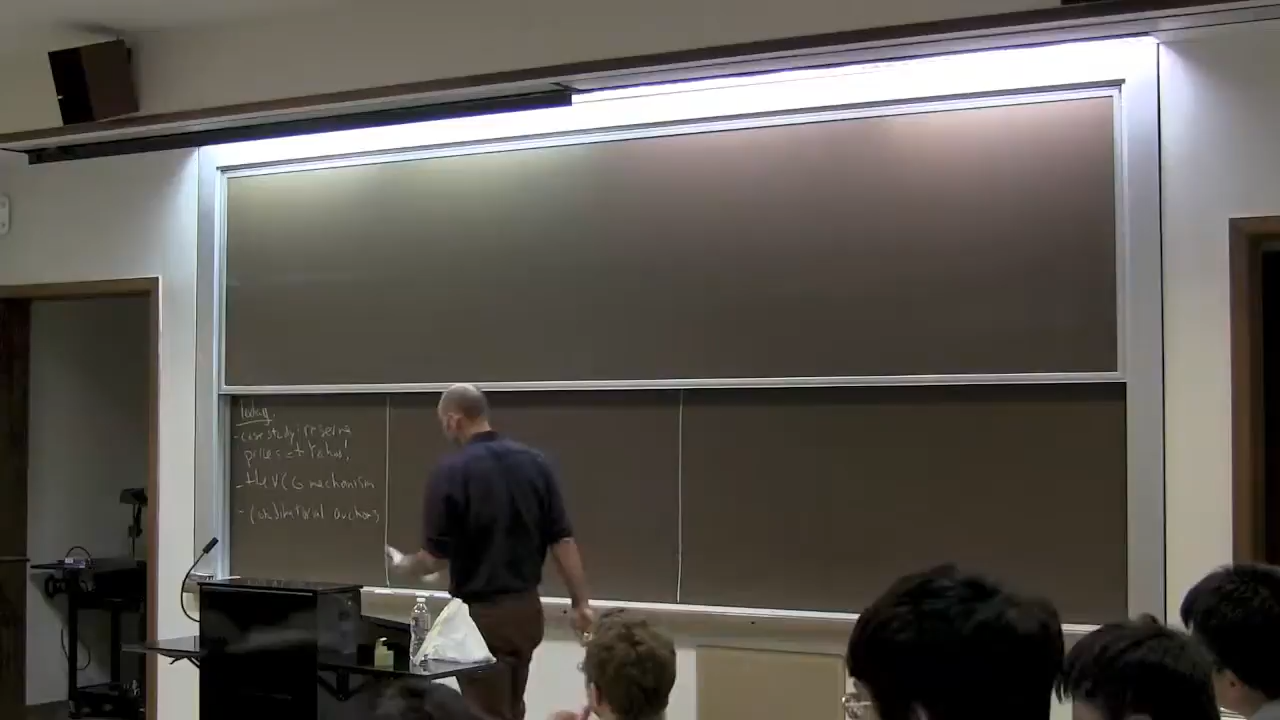 Today:
- case study: reserve
prices at Yahoo!
- the VCG mechanism
- combinatorial auctions